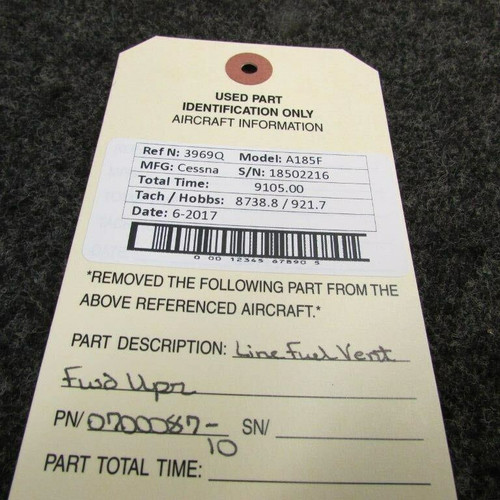 USED PART
IDENTIFICATION ONLY
AIRCRAFT INFORMATION
Ref N: 3969Q Model: A185F
MFG: Cessna S/N: 18502216
Total Time: 9105.00
Tach / Hobbs: 8738.8 / 921.7
Date: 6-2017
0 00 12345 67890 5
*REMOVED THE FOLLOWING PART FROM THE
ABOVE REFERENCED AIRCRAFT.*
PART DESCRIPTION: Line Fuel Vent
Fwd Upr
PN/ 0700087-
10 SN/
PART TOTAL TIME: